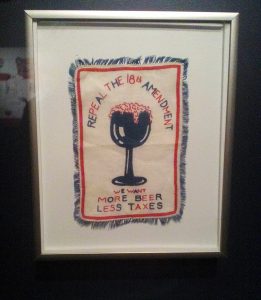 REPEAL THE 18th AMENDMENT
WE WANT
MORE BEER
LESS TAXES